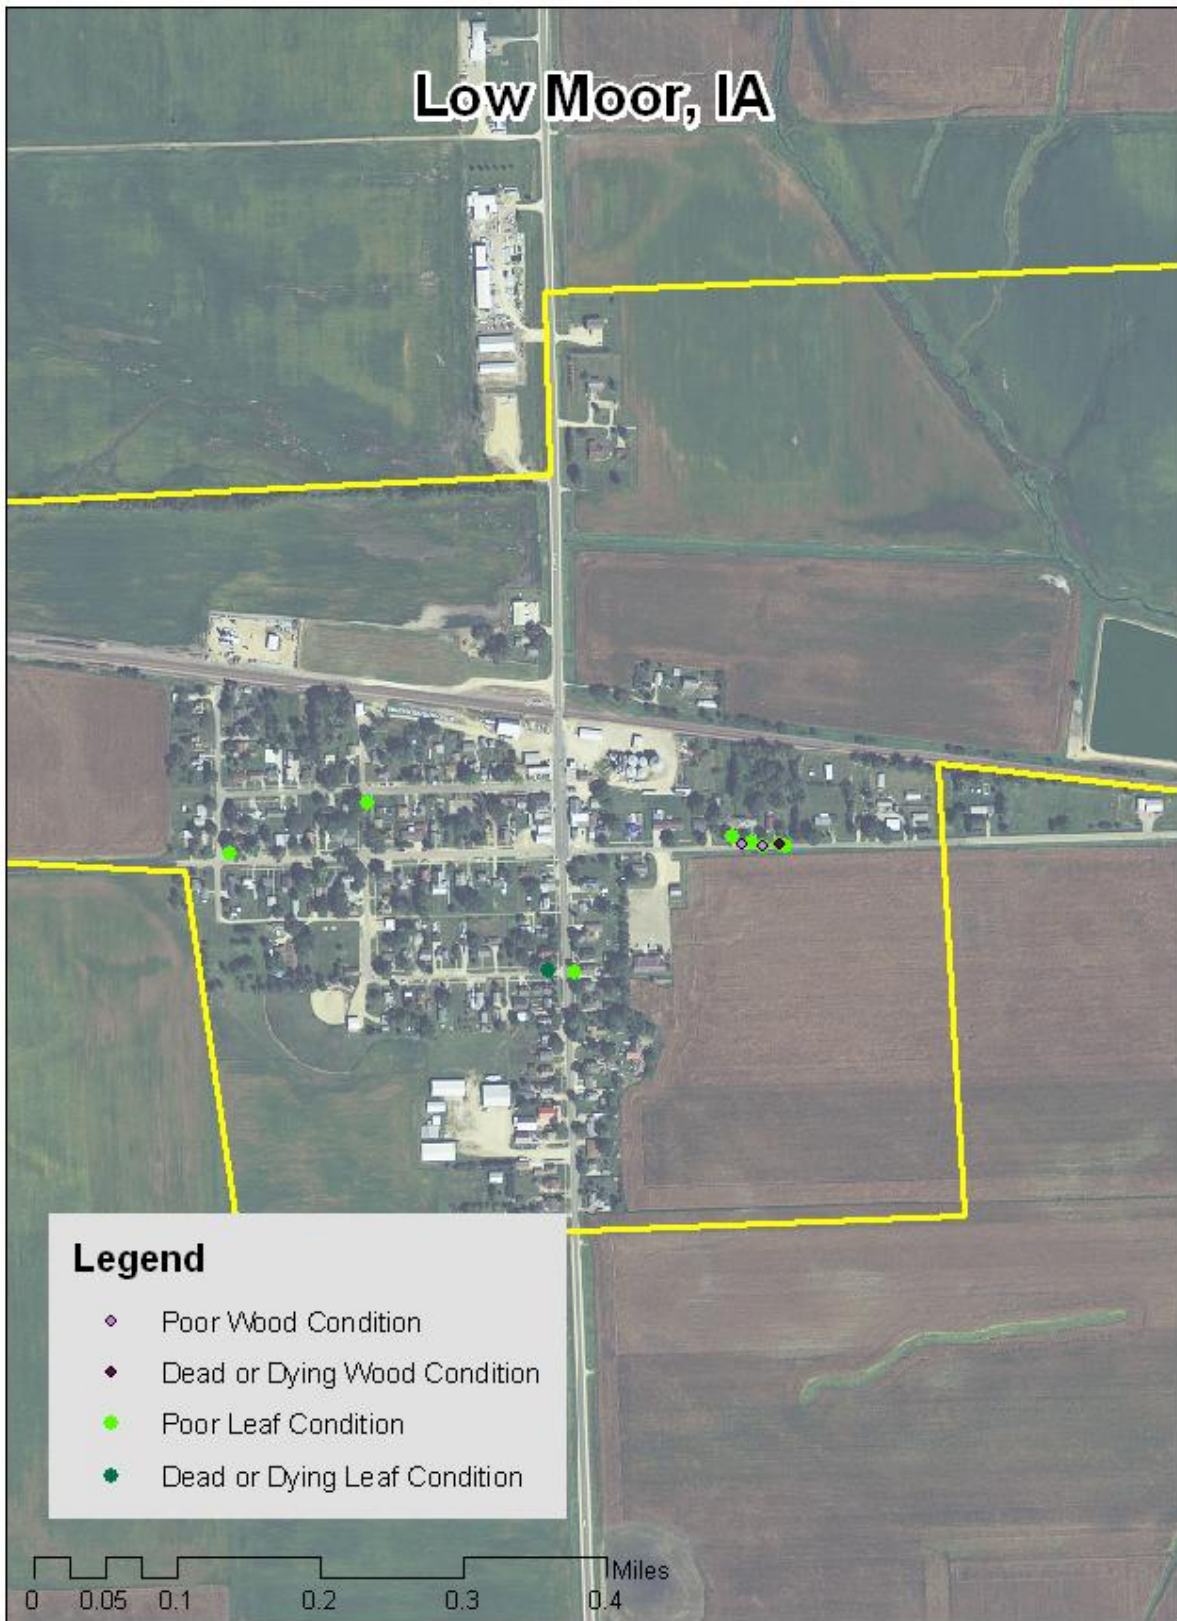 Low Moor, IA
Legend
Poor Wood Condition
Dead or Dying Wood Condition
Poor Leaf Condition
Dead or Dying Leaf Condition
Miles
0 0.05 0.1 0.2 0.3 0.4